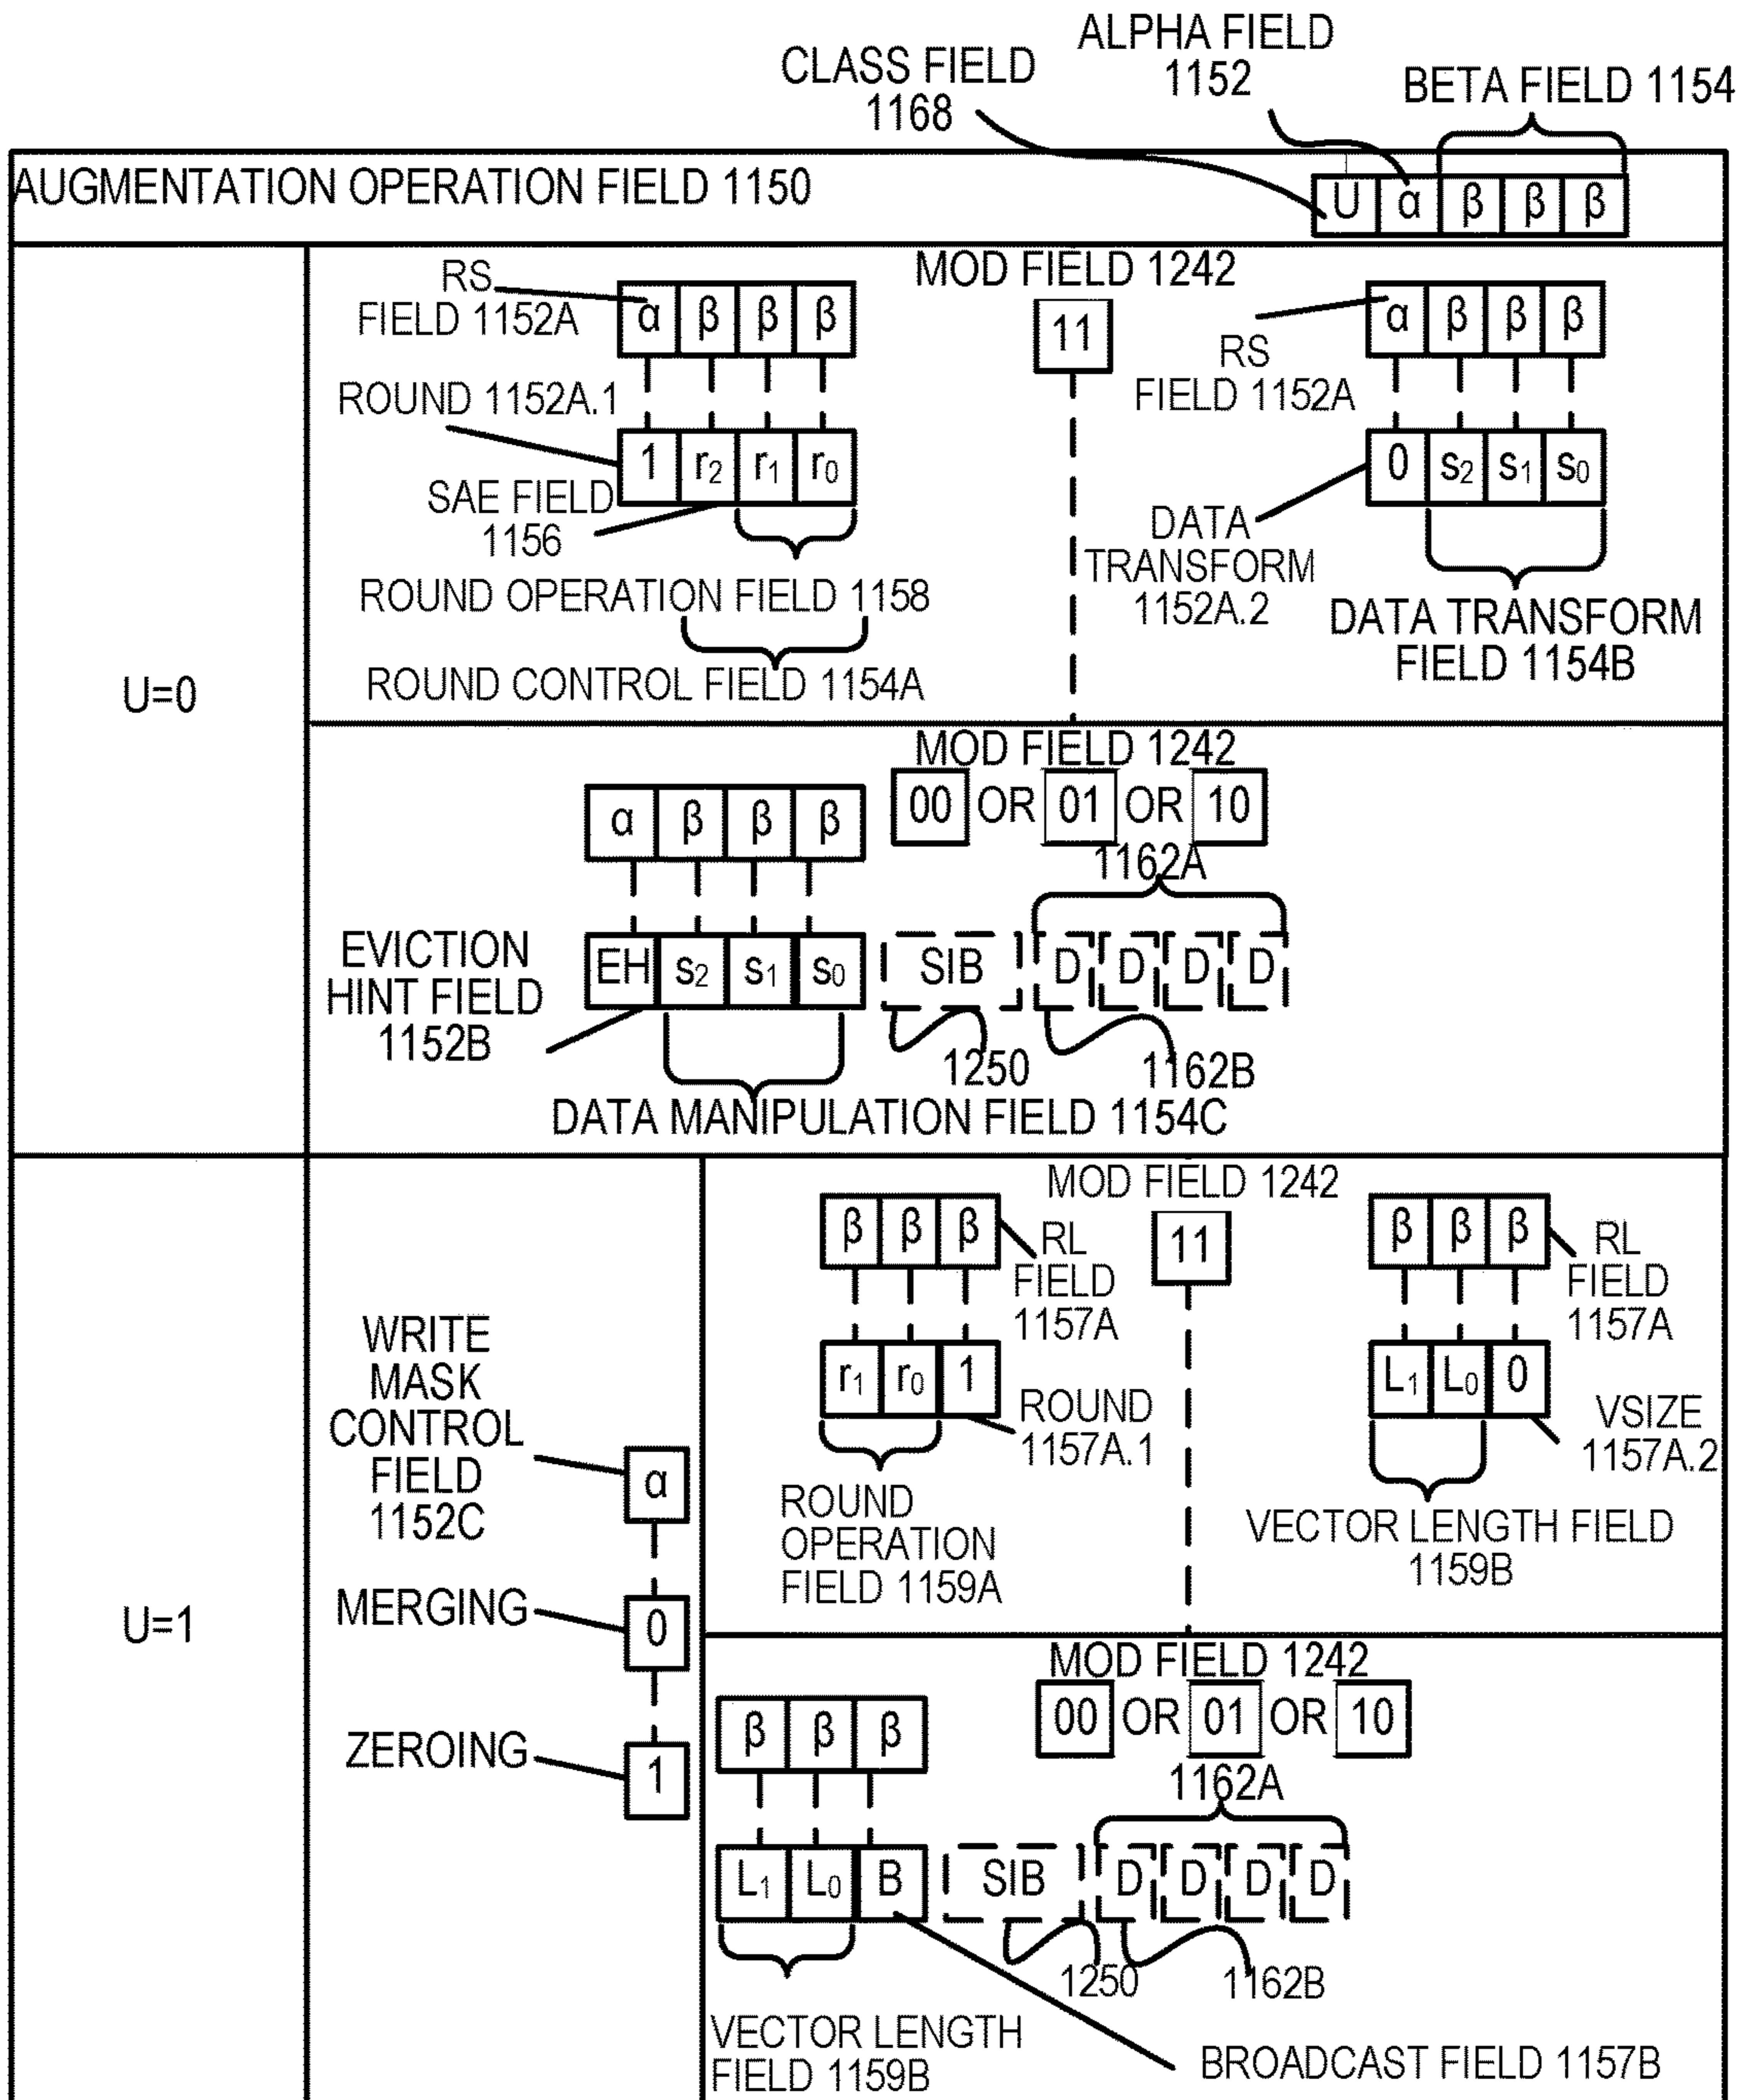 CLASS FIELD
1168
ALPHA FIELD
1152
BETA FIELD 1154
AUGMENTATION OPERATION FIELD 1150
U α β β β
U=0
MOD FIELD 1242
11
RS
FIELD 1152A
α β β β
ROUND 1152A.1
1 r2 r1 r0
SAE FIELD
1156
ROUND OPERATION FIELD 1158
ROUND CONTROL FIELD 1154A
α β β β
RS
FIELD 1152A
0 s2 s1 s0
DATA
TRANSFORM
1152A.2
DATA TRANSFORM
FIELD 1154B
MOD FIELD 1242
00 OR 01 OR 10
α β β β
1162A
EVICTION
HINT FIELD
1152B
EH s2 s1 s0 SIB D D D D
1250
1162B
DATA MANIPULATION FIELD 1154C
U=1
WRITE
MASK
CONTROL
FIELD
1152C
α
MERGING
0
ZEROING
1
MOD FIELD 1242
11
β β β
RL
FIELD
1157A
r1 r0 1
ROUND
1157A.1
ROUND
OPERATION
FIELD 1159A
β β β
RL
FIELD
1157A
L1 L0 0
VSIZE
1157A.2
VECTOR LENGTH FIELD
1159B
MOD FIELD 1242
00 OR 01 OR 10
β β β
1162A
L1 L0 B SIB D D D D
1250
1162B
VECTOR LENGTH
FIELD 1159B
BROADCAST FIELD 1157B